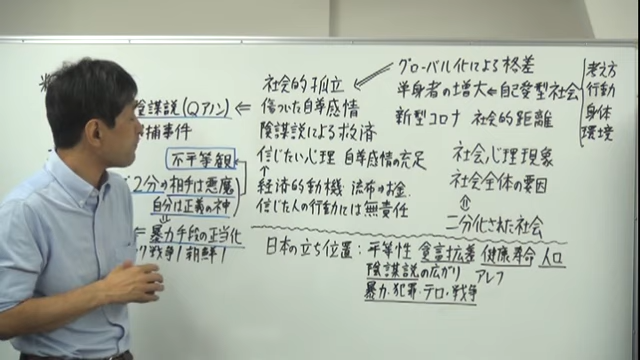 陰謀説(Qアノン)
捕事件
不平等観
2分の相手は悪魔
自分は正義の神
⇐ 暴力手段の正当化
戦争! 朝鮮!
社会的孤立
傷ついた自尊感情
陰謀説による救済
信じたい心理 自尊感情の充足
↑
経済的動機 流布のお金
信じた人の行動には無責任
グローバル化による格差
単身者の増大⇐自己愛型社会
新型コロナ 社会的距離
考え方
行動
身体
環境
社会心理現象
社会全体の要因
⇑
二分化された社会
日本の立ち位置: 平等性 貧富拡差 健康寿命 人口
陰謀説の広がり アレフ
暴力・犯罪・テロ・戦争